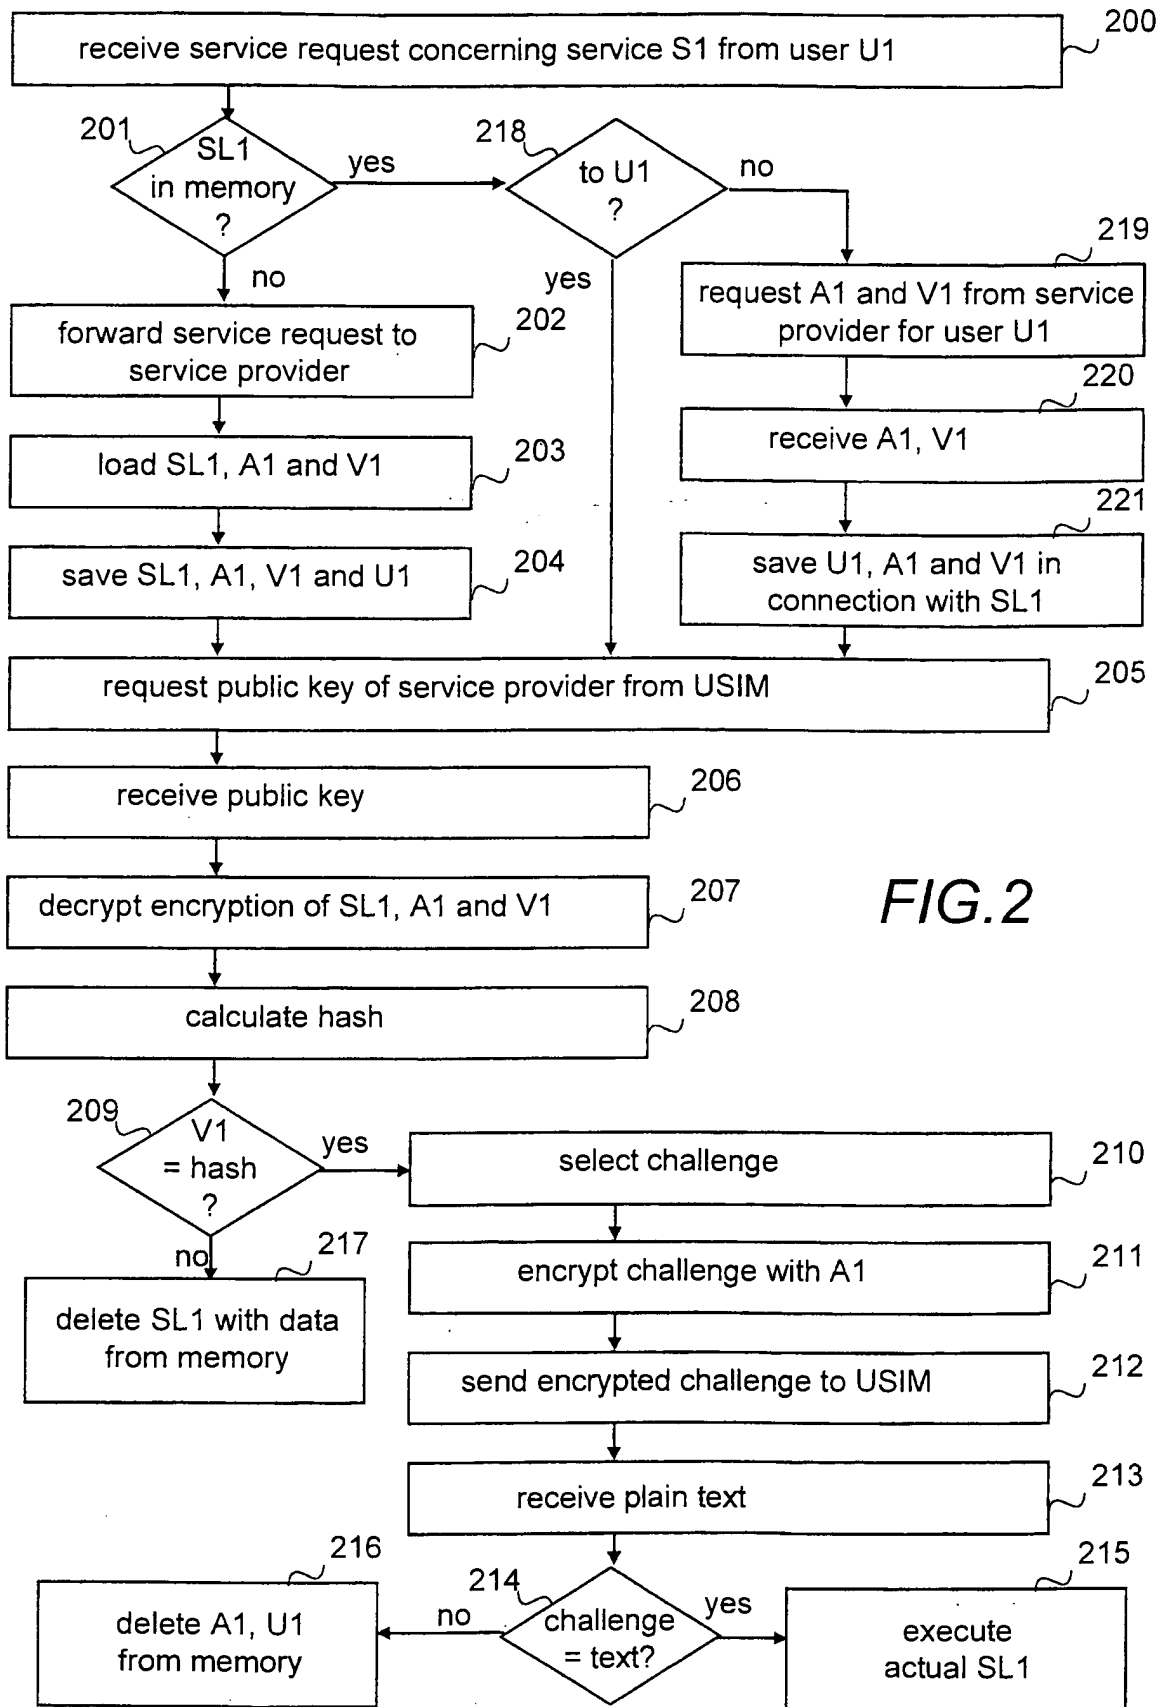 receive service request concerning service S1 from user U1
200
201
SL1
in memory
?
yes
218
to U1
?
no
no
yes
219
request A1 and V1 from service
provider for user U1
forward service request to
service provider
202
220
receive A1, V1
load SL1, A1 and V1
203
221
save U1, A1 and V1 in
connection with SL1
save SL1, A1, V1 and U1
204
request public key of service provider from USIM
205
receive public key
206
decrypt encryption of SL1, A1 and V1
207
FIG.2
calculate hash
208
209
V1
= hash
?
yes
select challenge
210
no
217
delete SL1 with data
from memory
encrypt challenge with A1
211
send encrypted challenge to USIM
212
receive plain text
213
216
delete A1, U1
from memory
no
214
challenge
= text?
yes
215
execute
actual SL1